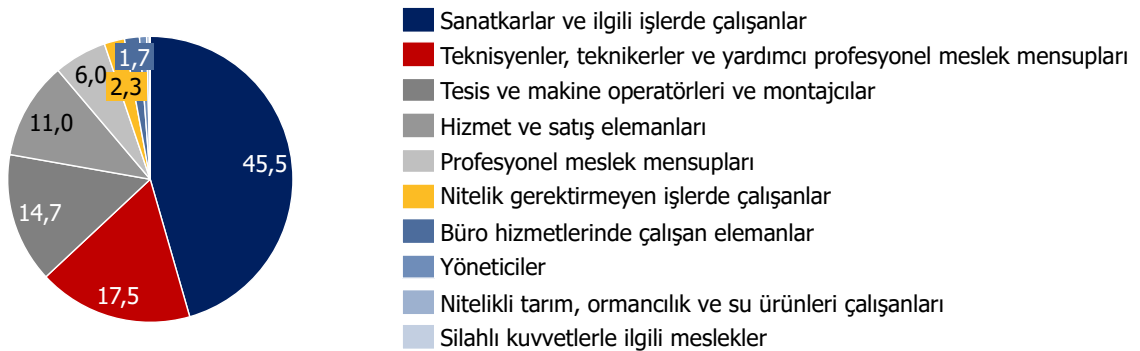 45,5
17,5
14,7
11,0
6,0
2,3
1,7
Sanatkarlar ve ilgili işlerde çalışanlar
Teknisyenler, teknikerler ve yardımcı profesyonel meslek mensupları
Tesis ve makine operatörleri ve montajcılar
Hizmet ve satış elemanları
Profesyonel meslek mensupları
Nitelik gerektirmeyen işlerde çalışanlar
Büro hizmetlerinde çalışan elemanlar
Yöneticiler
Nitelikli tarım, ormancılık ve su ürünleri çalışanları
Silahlı kuvvetlerle ilgili meslekler